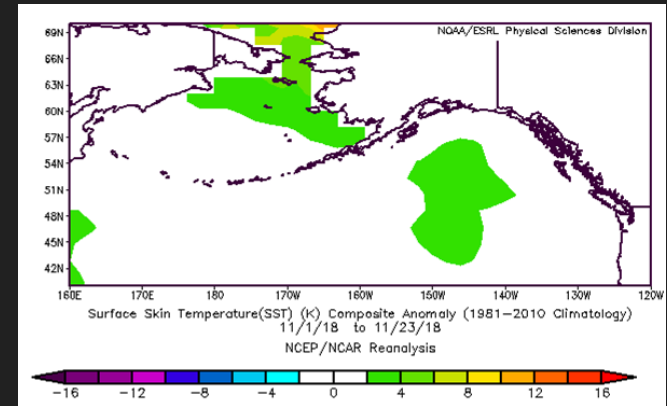 NOAA/ESRL Physical Sciences Division
69N
66N
63N
60N
57N
54N
51N
48N
45N
42N
160E 170E 180 170W 160W 150W 140W 130W 120W
Surface Skin Temperature(SST) (K) Composite Anomaly (1981-2010 Climatology)
11/1/18 to 11/23/18
NCEP/NCAR Reanalysis
-16 -12 -8 -4 0 4 8 12 16